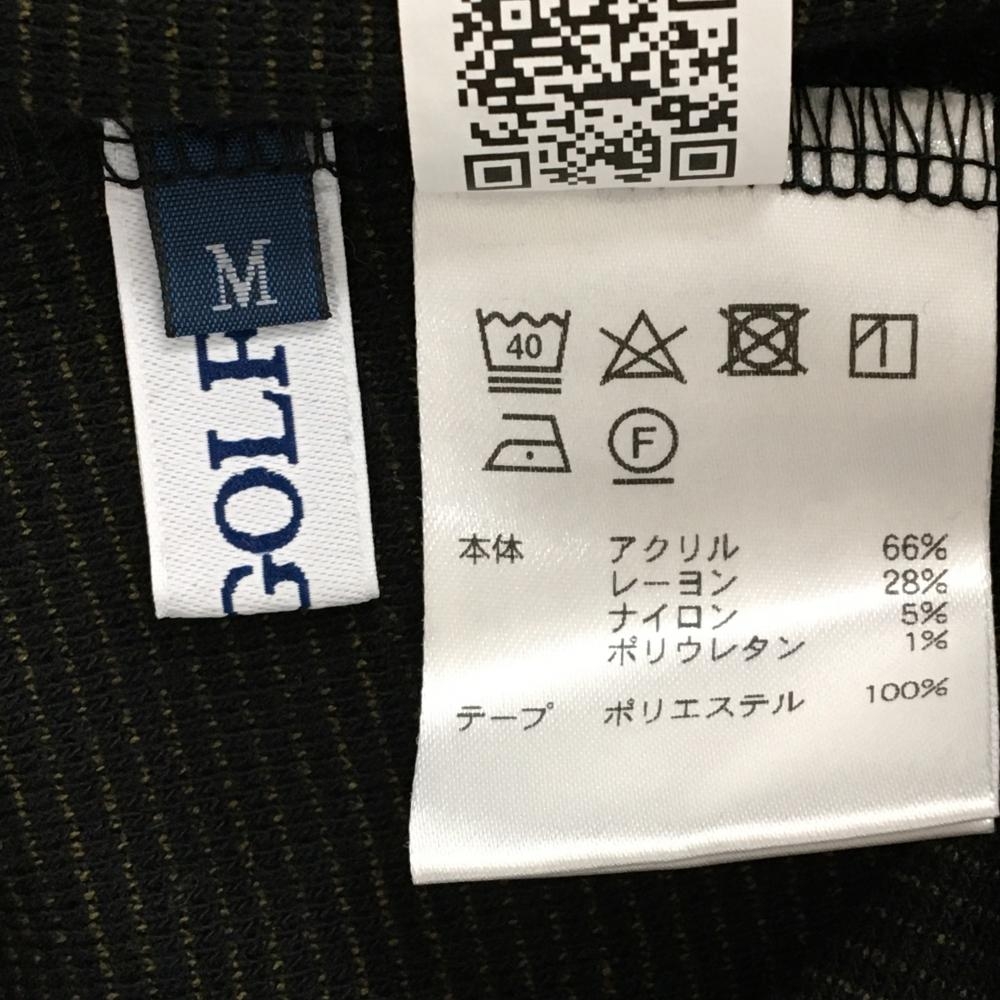 M
GOLF
40
F
本体 アクリル 66%
レーヨン 28%
ナイロン 5%
ポリウレタン 1%
テープ ポリエステル 100%